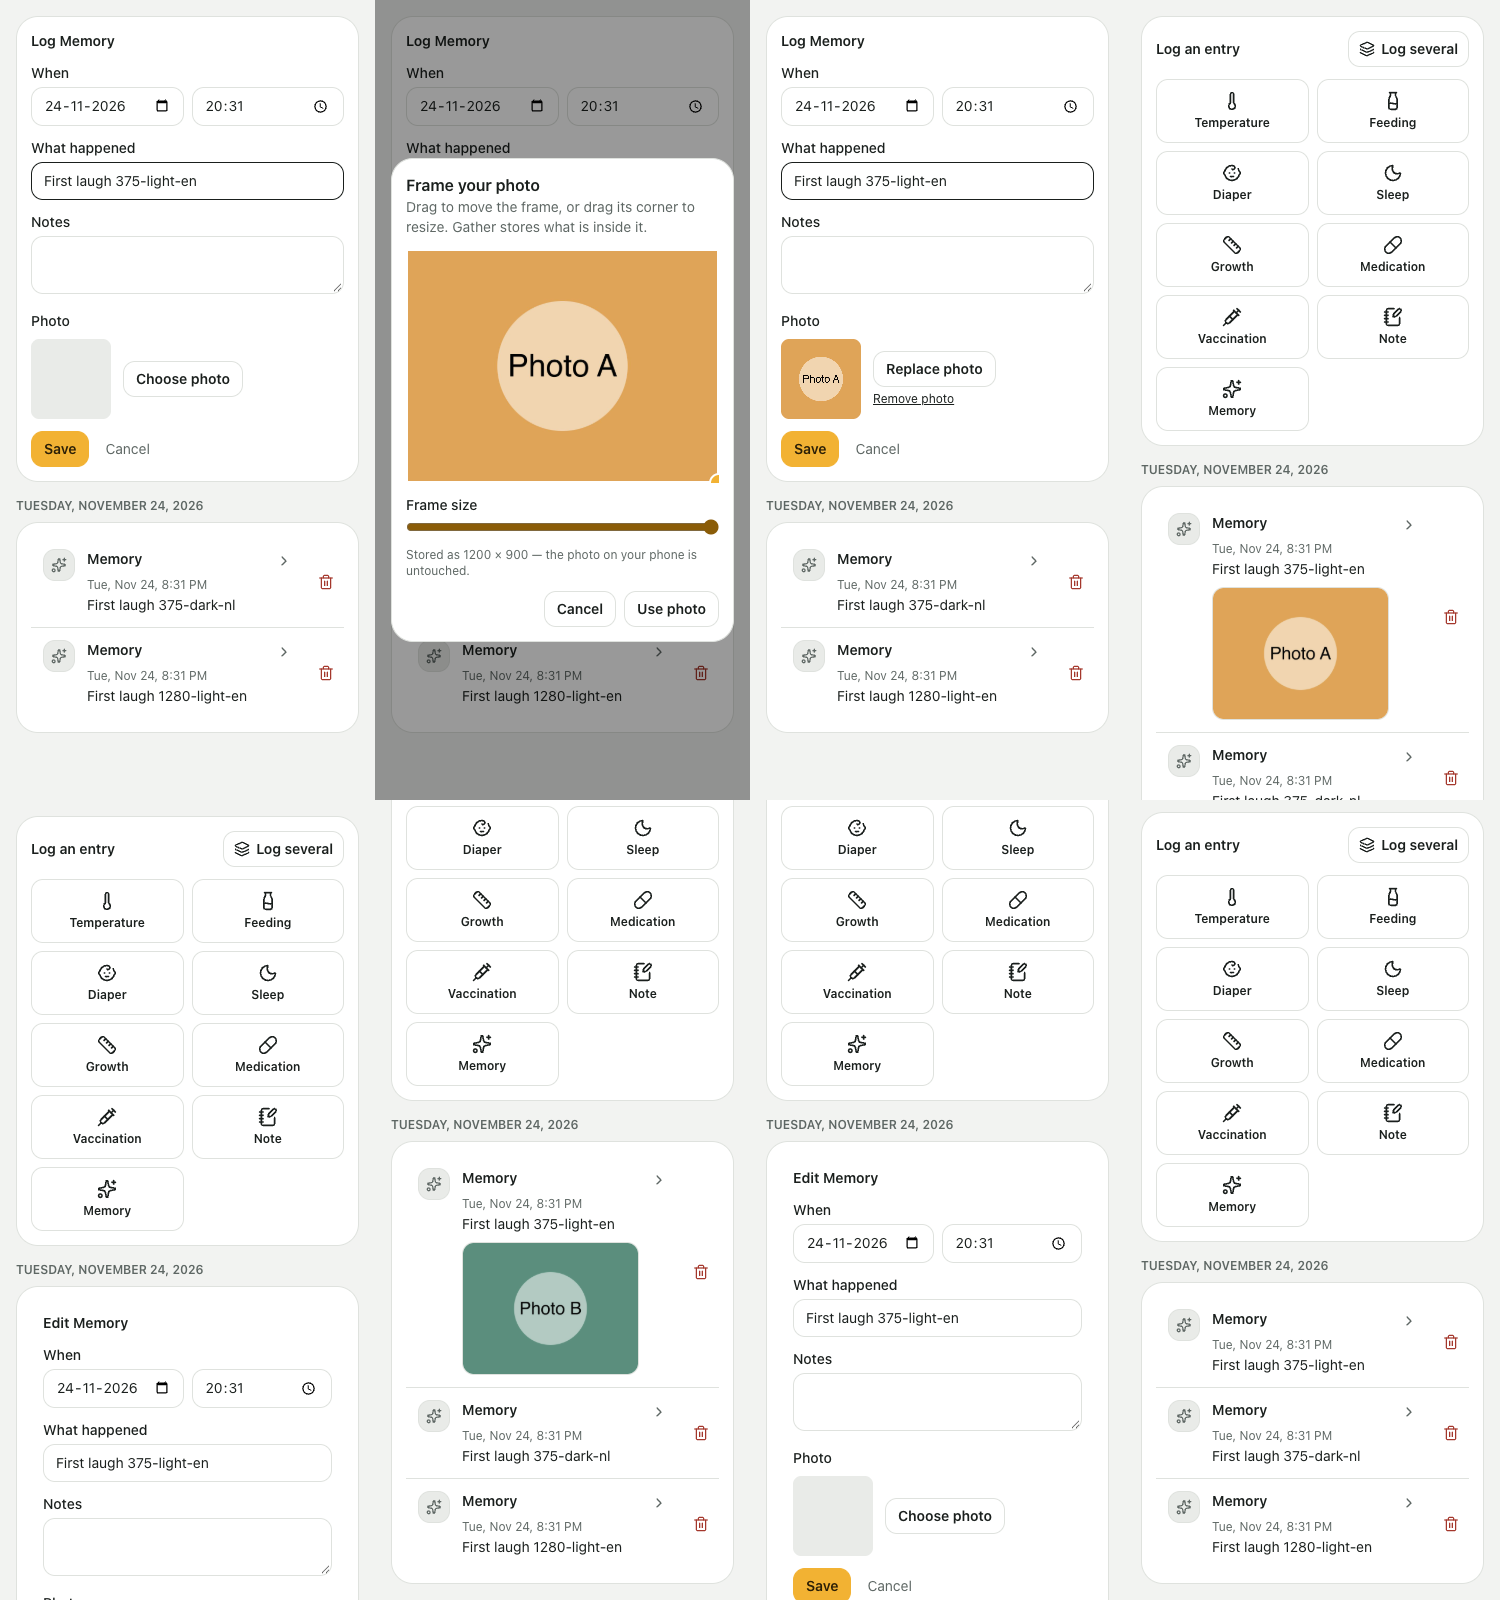 Log Memory
When
24-11-2026
20:31
What happened
First laugh 375-light-en
Notes
Photo
Choose photo
Save
Cancel
TUESDAY, NOVEMBER 24, 2026
Memory
Tue, Nov 24, 8:31 PM
First laugh 375-dark-nl
Memory
Tue, Nov 24, 8:31 PM
First laugh 1280-light-en
Log Memory
When
24-11-2026
20:31
What happened
Frame your photo
Drag to move the frame, or drag its corner to
resize. Gather stores what is inside it.
Photo A
Frame size
Stored as 1200 × 900 — the photo on your phone is
untouched.
Cancel
Use photo
Memory
Tue, Nov 24, 8:31 PM
First laugh 1280-light-en
Log Memory
When
24-11-2026
20:31
What happened
First laugh 375-light-en
Notes
Photo
Photo A
Replace photo
Remove photo
Save
Cancel
TUESDAY, NOVEMBER 24, 2026
Memory
Tue, Nov 24, 8:31 PM
First laugh 375-dark-nl
Memory
Tue, Nov 24, 8:31 PM
First laugh 1280-light-en
Log an entry
Log several
Temperature
Feeding
Diaper
Sleep
Growth
Medication
Vaccination
Note
Memory
TUESDAY, NOVEMBER 24, 2026
Memory
Tue, Nov 24, 8:31 PM
First laugh 375-light-en
Photo A
Memory
Tue, Nov 24, 8:31 PM
First laugh 375-dark-nl
Log an entry
Log several
Temperature
Feeding
Diaper
Sleep
Growth
Medication
Vaccination
Note
Memory
TUESDAY, NOVEMBER 24, 2026
Edit Memory
When
24-11-2026
20:31
What happened
First laugh 375-light-en
Notes
Diaper
Sleep
Growth
Medication
Vaccination
Note
Memory
TUESDAY, NOVEMBER 24, 2026
Memory
Tue, Nov 24, 8:31 PM
First laugh 375-light-en
Photo B
Memory
Tue, Nov 24, 8:31 PM
First laugh 375-dark-nl
Memory
Tue, Nov 24, 8:31 PM
First laugh 1280-light-en
Diaper
Sleep
Growth
Medication
Vaccination
Note
Memory
TUESDAY, NOVEMBER 24, 2026
Edit Memory
When
24-11-2026
20:31
What happened
First laugh 375-light-en
Notes
Photo
Choose photo
Save
Cancel
Log an entry
Log several
Temperature
Feeding
Diaper
Sleep
Growth
Medication
Vaccination
Note
Memory
TUESDAY, NOVEMBER 24, 2026
Memory
Tue, Nov 24, 8:31 PM
First laugh 375-light-en
Memory
Tue, Nov 24, 8:31 PM
First laugh 375-dark-nl
Memory
Tue, Nov 24, 8:31 PM
First laugh 1280-light-en